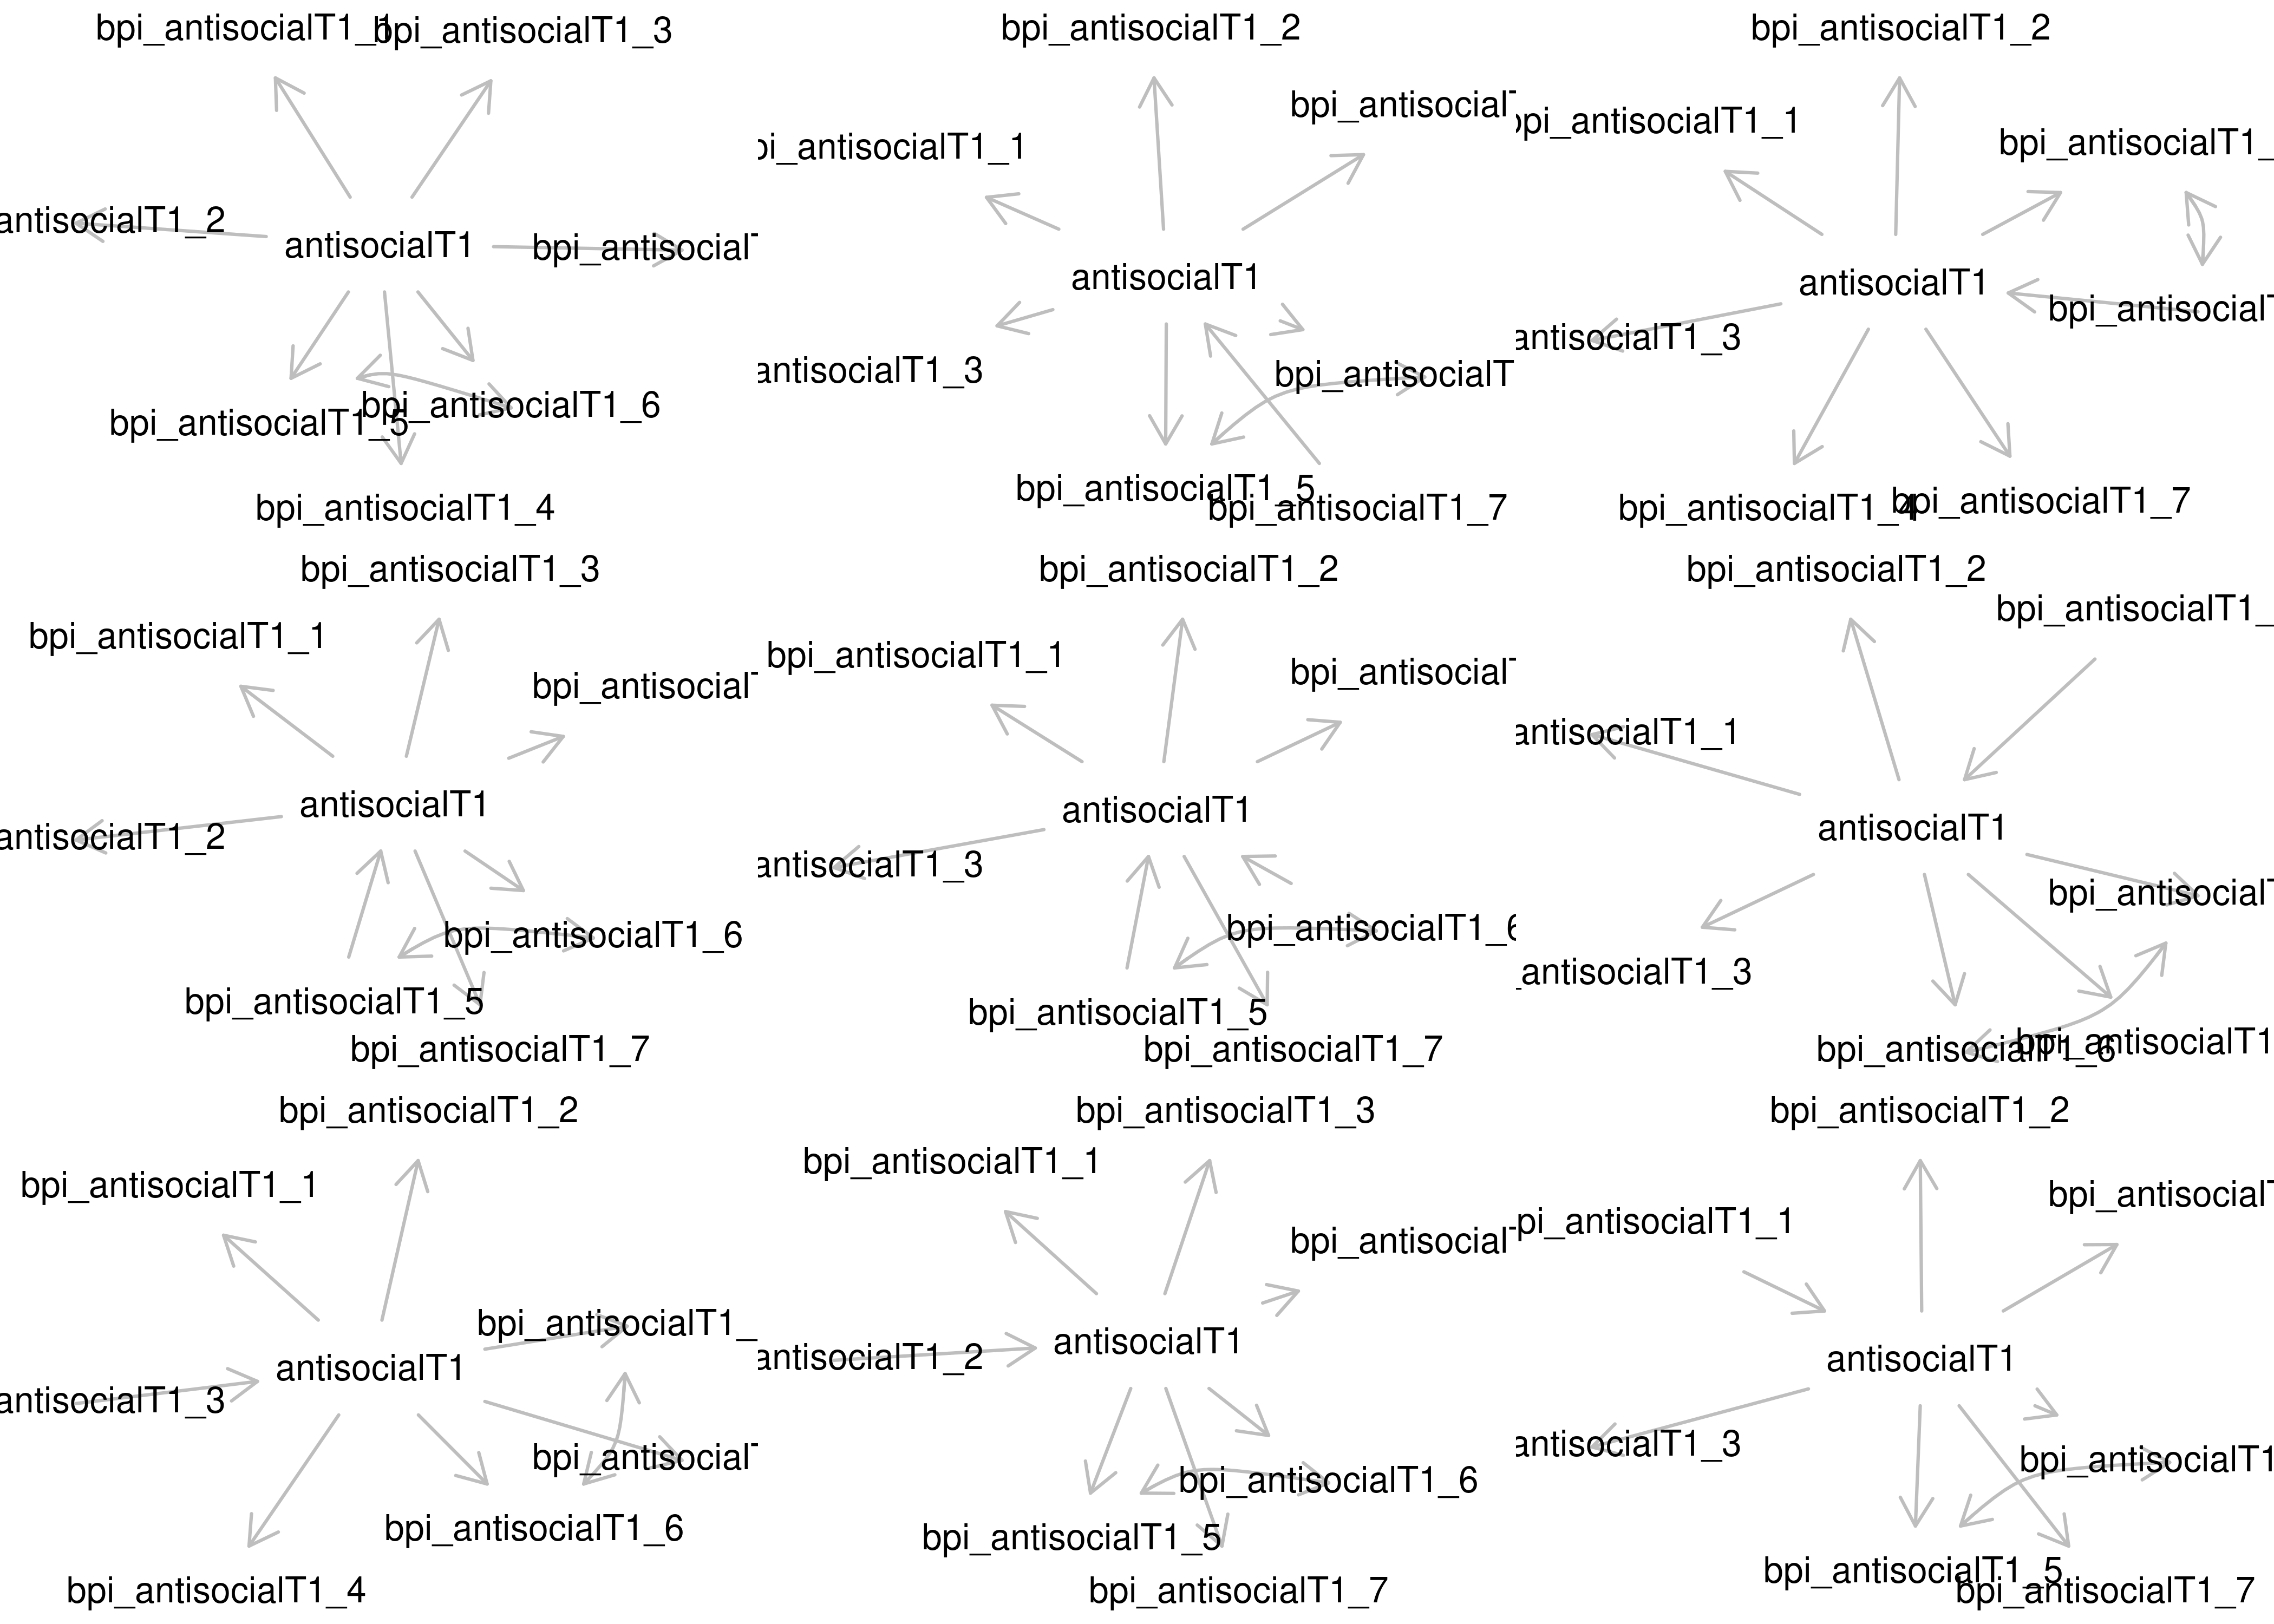 bpi_antisocialT1_1
bpi_antisocialT1_3
antisocialT1_2
antisocialT1
bpi_antisocial
bpi_antisocialT1_5
bpi_antisocialT1_6
bpi_antisocialT1_4
bpi_antisocialT1_2
bpi_antisocial
pi_antisocialT1_1
antisocialT1
antisocialT1_3
bpi_antisocialT
bpi_antisocialT1_5
bpi_antisocialT1_7
bpi_antisocialT1_2
bpi_antisocialT1_1
bpi_antisocialT1_
antisocialT1
bpi_antisocial
antisocialT1_3
bpi_antisocialT1_4
bpi_antisocialT1_7
bpi_antisocialT1_3
bpi_antisocialT1_1
bpi_antisocial
antisocialT1
antisocialT1_2
bpi_antisocialT1_6
bpi_antisocialT1_5
bpi_antisocialT1_7
bpi_antisocialT1_2
bpi_antisocialT1_1
bpi_antisocial
antisocialT1
antisocialT1_3
bpi_antisocialT1_6
bpi_antisocialT1_5
bpi_antisocialT1_7
bpi_antisocialT1_2
bpi_antisocialT1_
antisocialT1_1
antisocialT1
bpi_antisocial
_antisocialT1_3
bpi_antisocialT1_6
bpi_antisocialT1
bpi_antisocialT1_2
bpi_antisocialT1_1
bpi_antisocialT1_
antisocialT1
antisocialT1_3
bpi_antisocial
bpi_antisocialT1_6
bpi_antisocialT1_4
bpi_antisocialT1_3
bpi_antisocialT1_1
bpi_antisocial
antisocialT1
antisocialT1_2
bpi_antisocialT1_6
bpi_antisocialT1_5
bpi_antisocialT1_7
bpi_antisocialT1_2
bpi_antisocial
pi_antisocialT1_1
antisocialT1
antisocialT1_3
bpi_antisocialT1
bpi_antisocialT1_5
bpi_antisocialT1_7